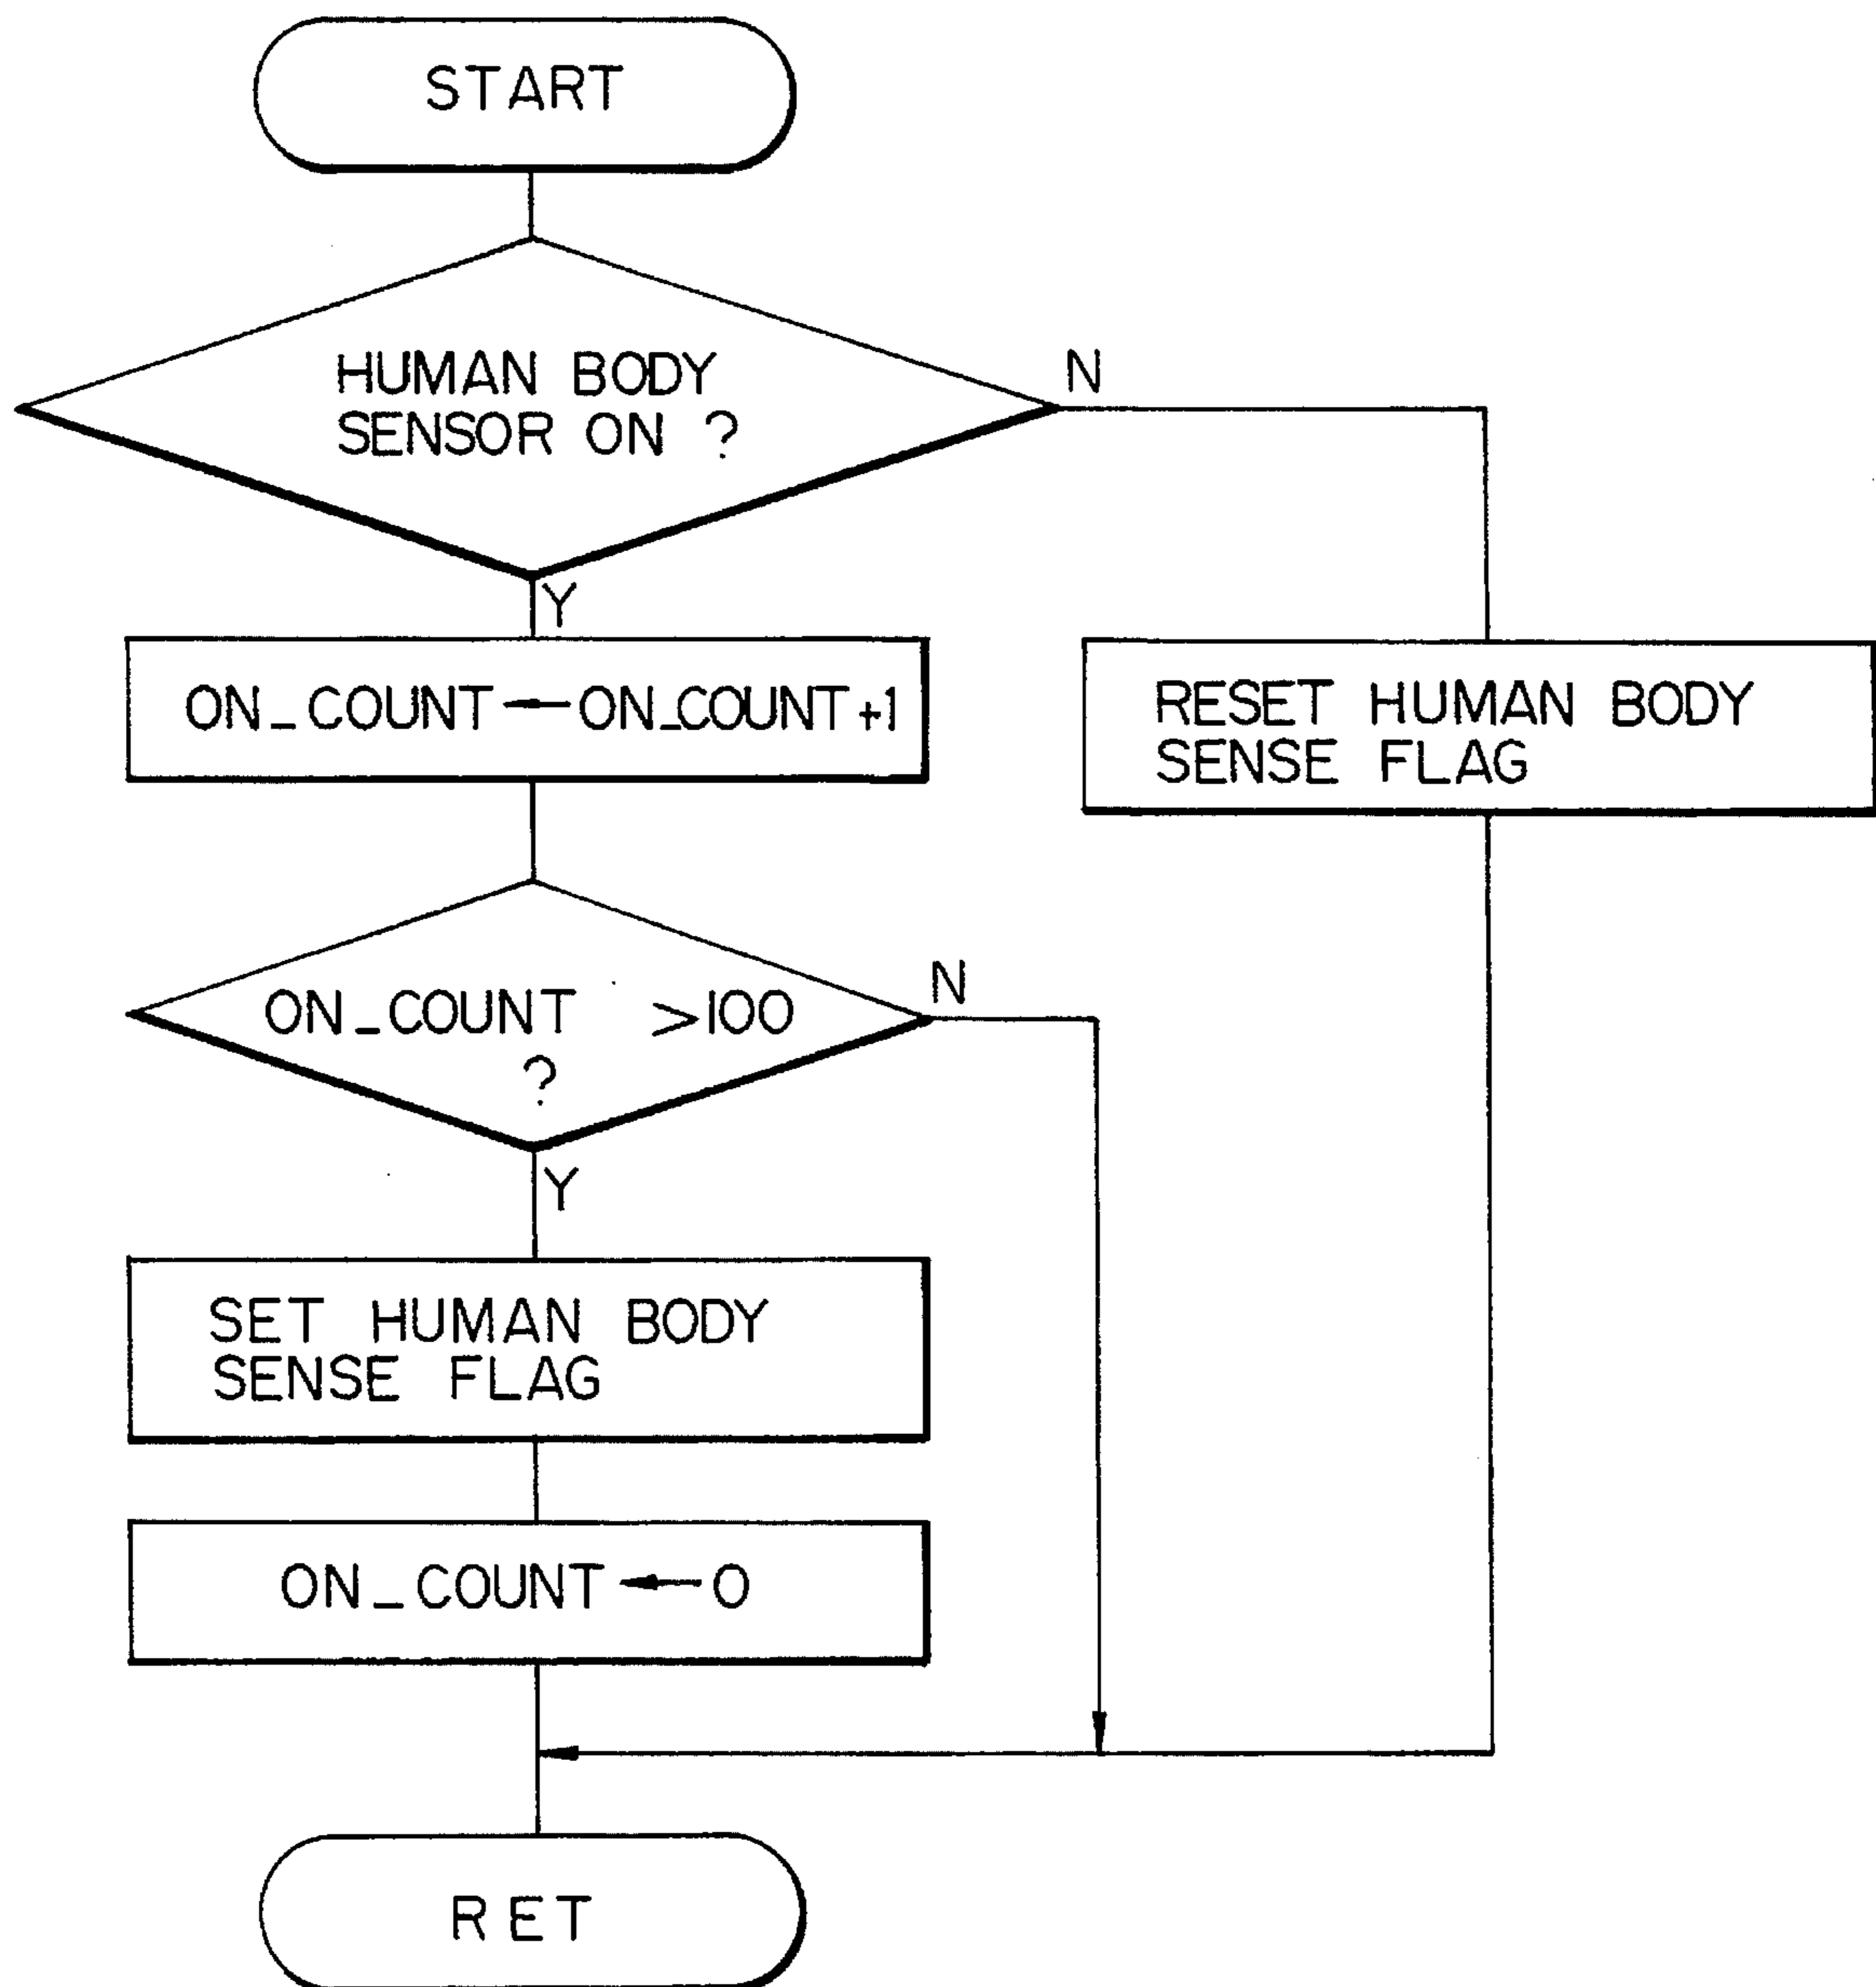 START
HUMAN BODY
SENSOR ON ?
N
Y
ON_COUNT←ON_COUNT+1
RESET HUMAN BODY
SENSE FLAG
ON_COUNT >100
?
N
Y
SET HUMAN BODY
SENSE FLAG
ON_COUNT←0
RET